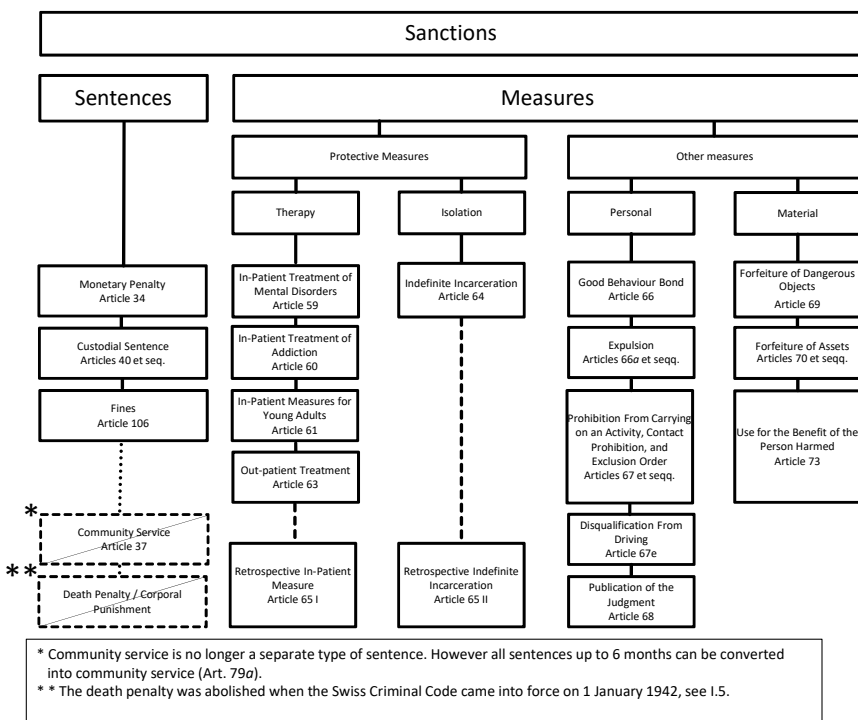 Sanctions
Sentences
Measures
Protective Measures
Other measures
Therapy
Isolation
Personal
Material
Monetary Penalty
Article 34
Custodial Sentence
Articles 40 et seq.
Fines
Article 106
*
Community Service
Article 37
**
Death Penalty / Corporal
Punishment
In-Patient Treatment of
Mental Disorders
Article 59
In-Patient Treatment of
Addiction
Article 60
In-Patient Measures for
Young Adults
Article 61
Out-patient Treatment
Article 63
Retrospective In-Patient
Measure
Article 65 I
Indefinite Incarceration
Article 64
Retrospective Indefinite
Incarceration
Article 65 II
Good Behaviour Bond
Article 66
Expulsion
Articles 66a et seqq.
Prohibition From Carrying
on an Activity, Contact
Prohibition, and
Exclusion Order
Articles 67 et seqq.
Disqualification From
Driving
Article 67e
Publication of the
Judgment
Article 68
Forfeiture of Dangerous
Objects
Article 69
Forfeiture of Assets
Articles 70 et seqq.
Use for the Benefit of the
Person Harmed
Article 73
* Community service is no longer a separate type of sentence. However all sentences up to 6 months can be converted
into community service (Art. 79a).
* * The death penalty was abolished when the Swiss Criminal Code came into force on 1 January 1942, see I.5.